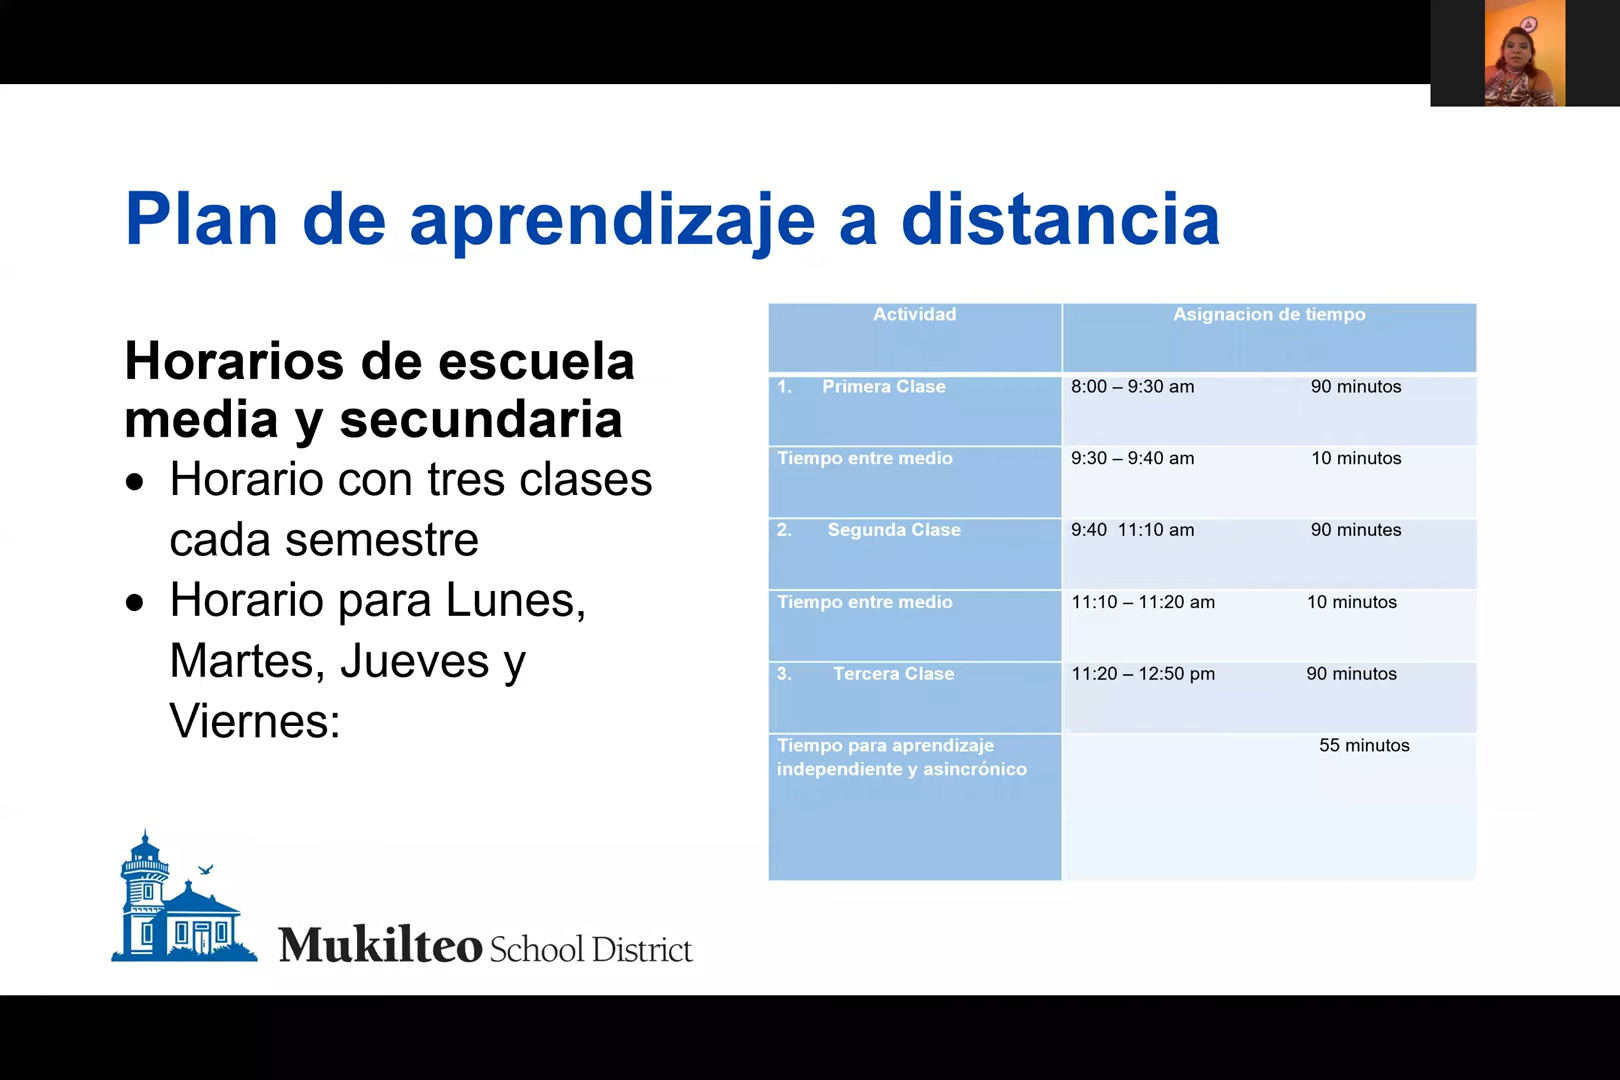 Plan de aprendizaje a distancia
Horarios de escuela
media y secundaria
• Horario con tres clases
cada semestre
• Horario para Lunes,
Martes, Jueves y
Viernes:
Actividad Asignacion de tiempo
1. Primera Clase 8:00 – 9:30 am 90 minutos
Tiempo entre medio 9:30 – 9:40 am 10 minutos
2. Segunda Clase 9:40 11:10 am 90 minutes
Tiempo entre medio 11:10 – 11:20 am 10 minutos
3. Tercera Clase 11:20 – 12:50 pm 90 minutos
Tiempo para aprendizaje 55 minutos
independiente y asincrónico
Mukilteo School District